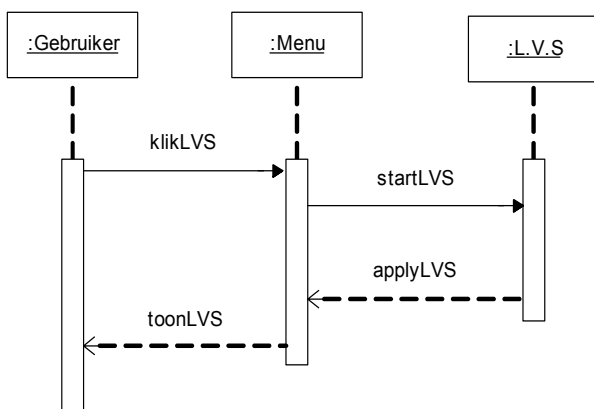 :Gebruiker
:Menu
:L.V.S
klikLVS
startLVS
applyLVS
toonLVS